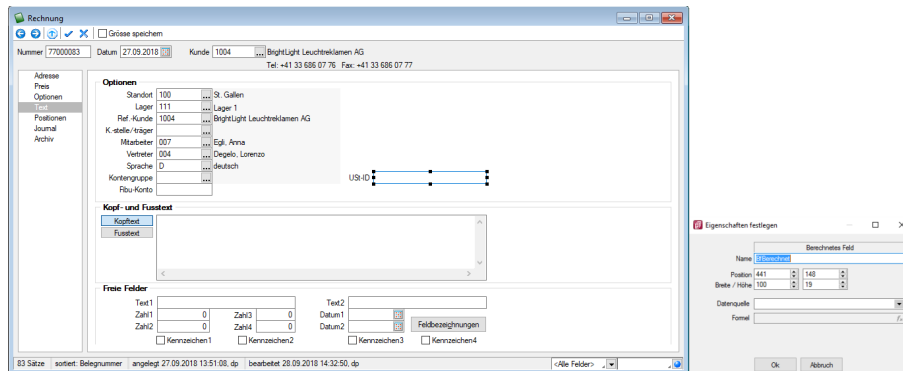 Rechnung
Grösse speichern
Nummer 77000083 Datum 27.09.2018 Kunde 1004 ... BrightLight Leuchtreklamen AG
Tel: +41 33 686 07 76 Fax: +41 33 686 07 77
Adresse
Preis
Optionen
Text
Positionen
Journal
Archiv
Optionen
Standort 100 ... St. Gallen
Lager 111 ... Lager 1
Ref.-Kunde 1004 ... BrightLight Leuchtreklamen AG
K.-stelle/-träger ...
Mitarbeiter 007 ... Egli, Anna
Vertreter 004 ... Degelo, Lorenzo
Sprache D ... deutsch
Kontengruppe ... USt-ID
Fibu-Konto
Kopf- und Fusstext
Kopftext
Fusstext
Freie Felder
Text1 Text2
Zahl1 0 Zahl3 0 Datum1
Zahl2 0 Zahl4 0 Datum2 Feldbezeichnungen
Kennzeichen1 Kennzeichen2 Kennzeichen3 Kennzeichen4
83 Sätze sortiert: Belegnummer angelegt 27.09.2018 13:51:08, dp bearbeitet 28.09.2018 14:32:50, dp <Alle Felder>
Eigenschaften festlegen
Berechnetes Feld
Name BfBerechnet
Position 441 148
Breite / Höhe 100 19
Datenquelle
Formel
Ok Abbruch